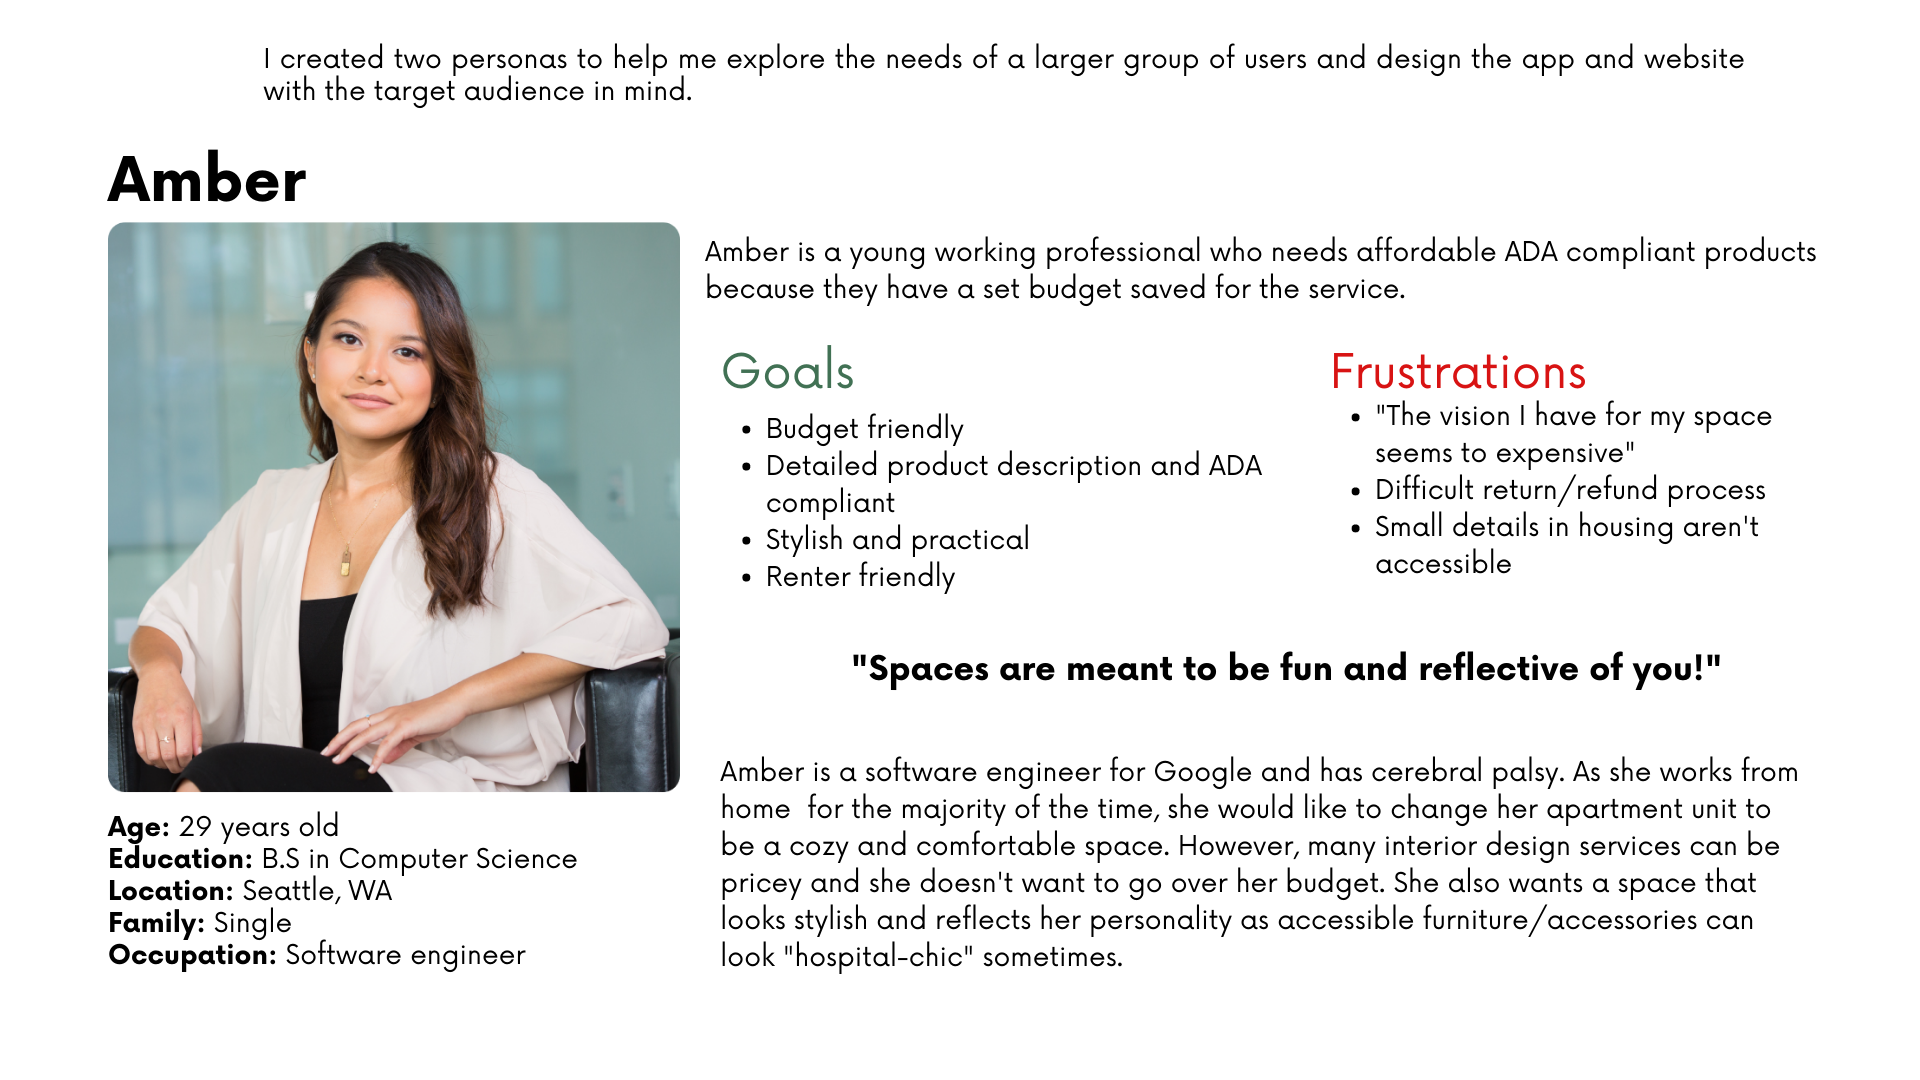 I created two personas to help me explore the needs of a larger group of users and design the app and website
with the target audience in mind.
Amber
Amber is a young working professional who needs affordable ADA compliant products
because they have a set budget saved for the service.
Goals
Budget friendly
Detailed product description and ADA
compliant
Stylish and practical
Renter friendly
Frustrations
"The vision I have for my space
seems to expensive"
Difficult return/refund process
Small details in housing aren't
accessible
"Spaces are meant to be fun and reflective of you!"
Amber is a software engineer for Google and has cerebral palsy. As she works from
home  for the majority of the time, she would like to change her apartment unit to
be a cozy and comfortable space. However, many interior design services can be
pricey and she doesn't want to go over her budget. She also wants a space that
looks stylish and reflects her personality as accessible furniture/accessories can
look "hospital-chic" sometimes.
Age: 29 years old
Education: B.S in Computer Science
Location: Seattle, WA
Family: Single
Occupation: Software engineer